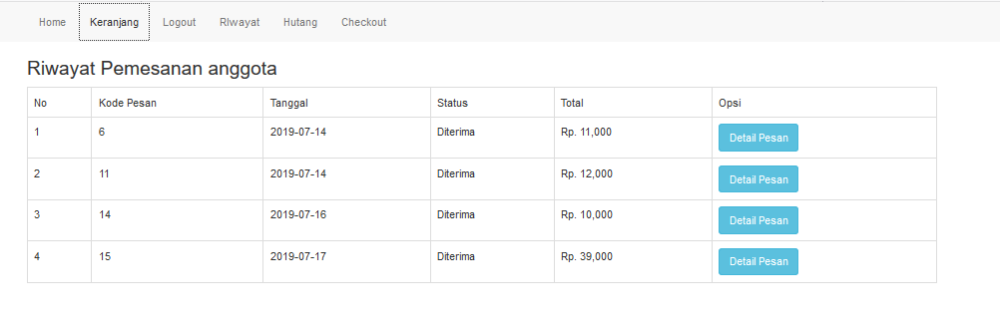 Home Keranjang Logout RIwayat Hutang Checkout
Riwayat Pemesanan anggota
No Kode Pesan Tanggal Status Total Opsi
1 6 2019-07-14 Diterima Rp. 11,000 Detail Pesan
2 11 2019-07-14 Diterima Rp. 12,000 Detail Pesan
3 14 2019-07-16 Diterima Rp. 10,000 Detail Pesan
4 15 2019-07-17 Diterima Rp. 39,000 Detail Pesan